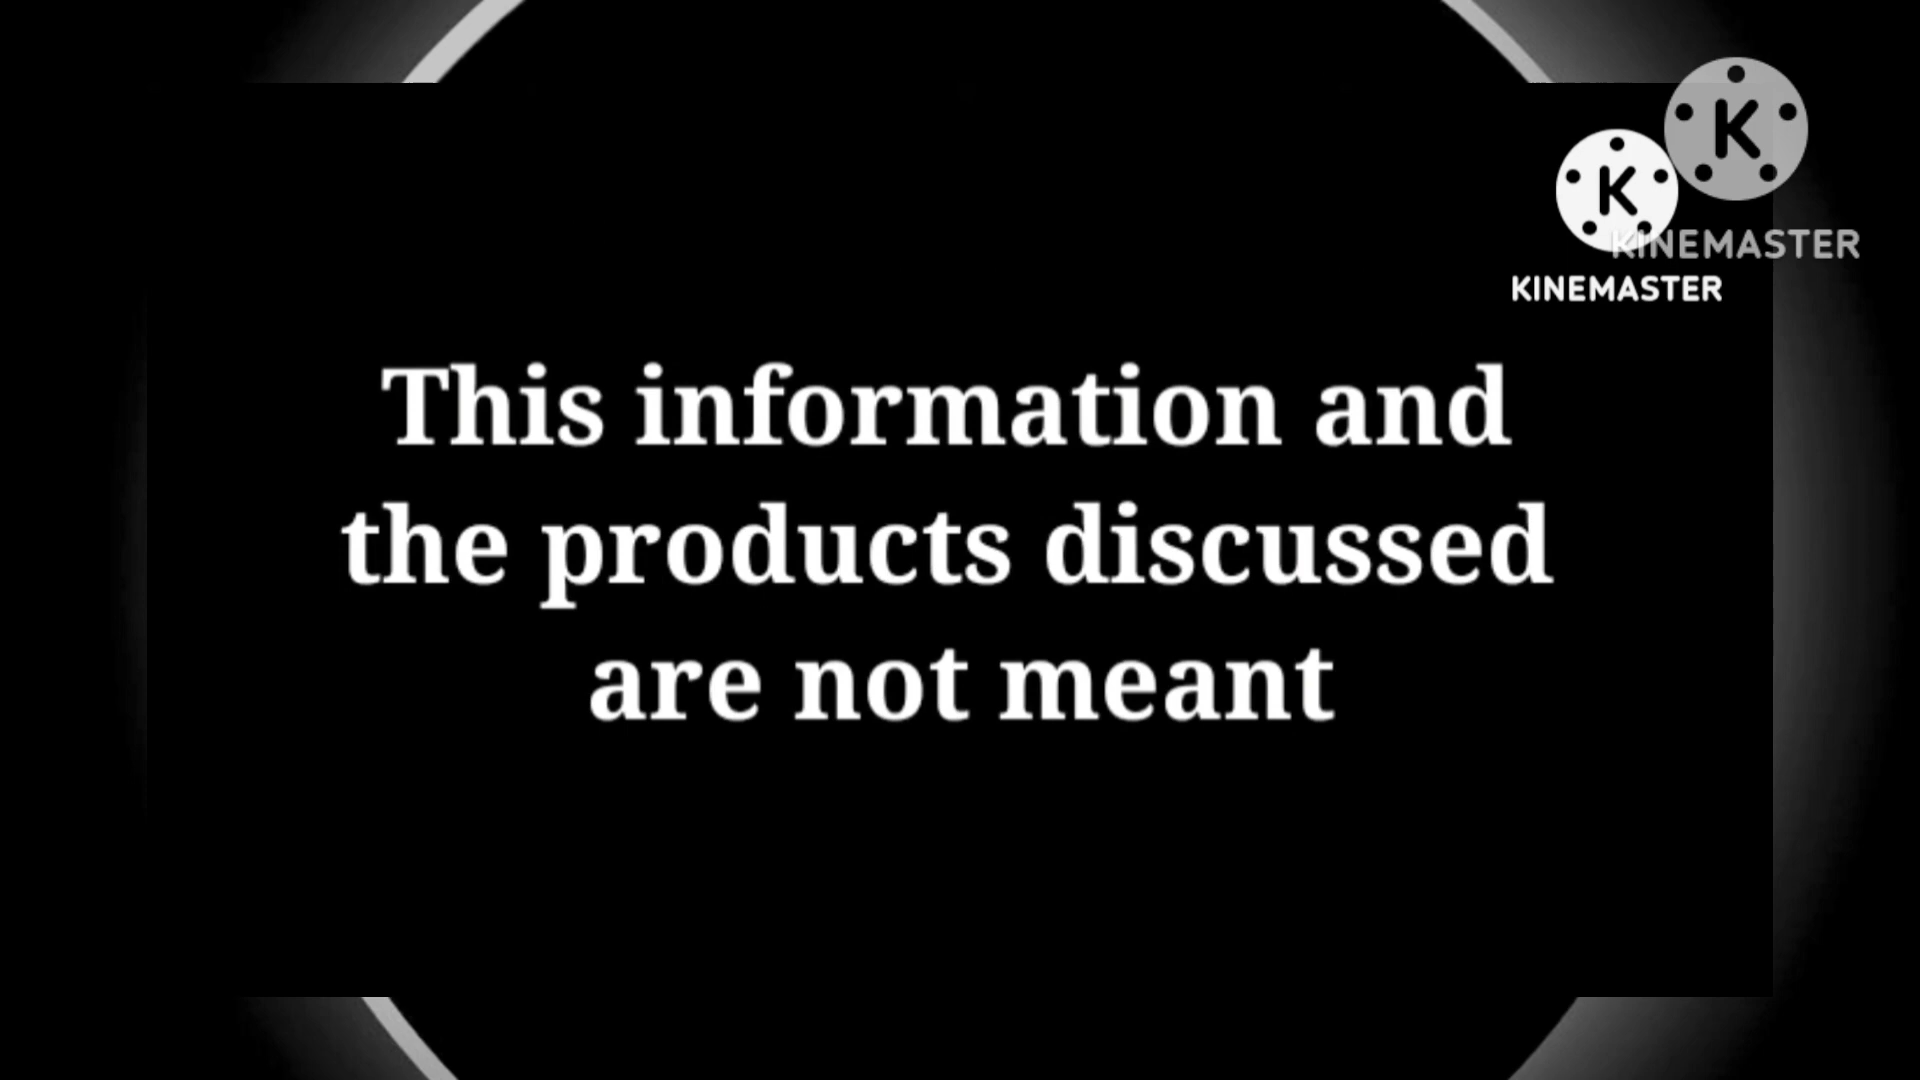 K
KINEMASTER
K
KINEMASTER
This information and
the products discussed
are not meant